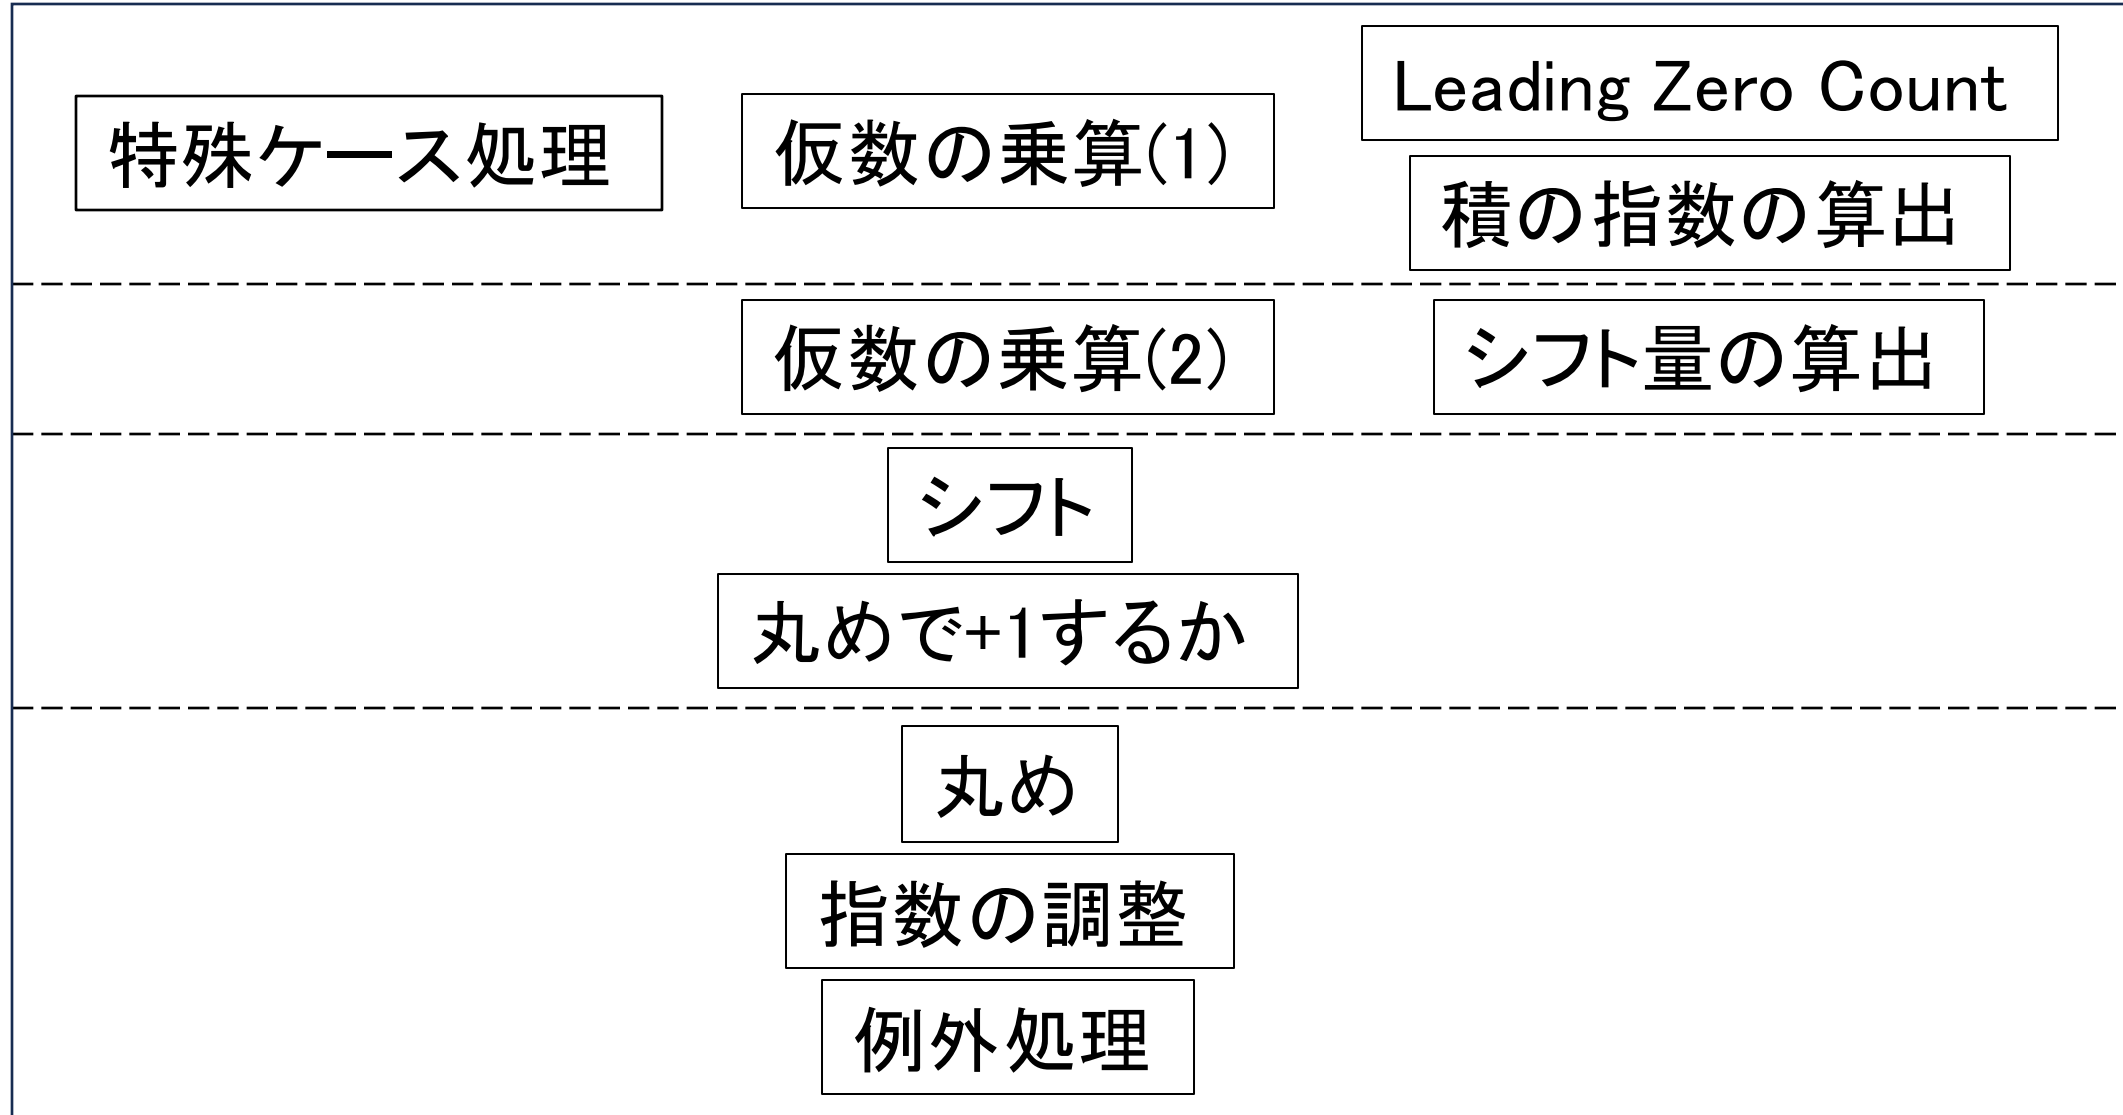 特殊ケース処理
仮数の乗算(1)
Leading Zero Count
積の指数の算出
仮数の乗算(2)
シフト量の算出
シフト
丸めで+1するか
丸め
指数の調整
例外処理